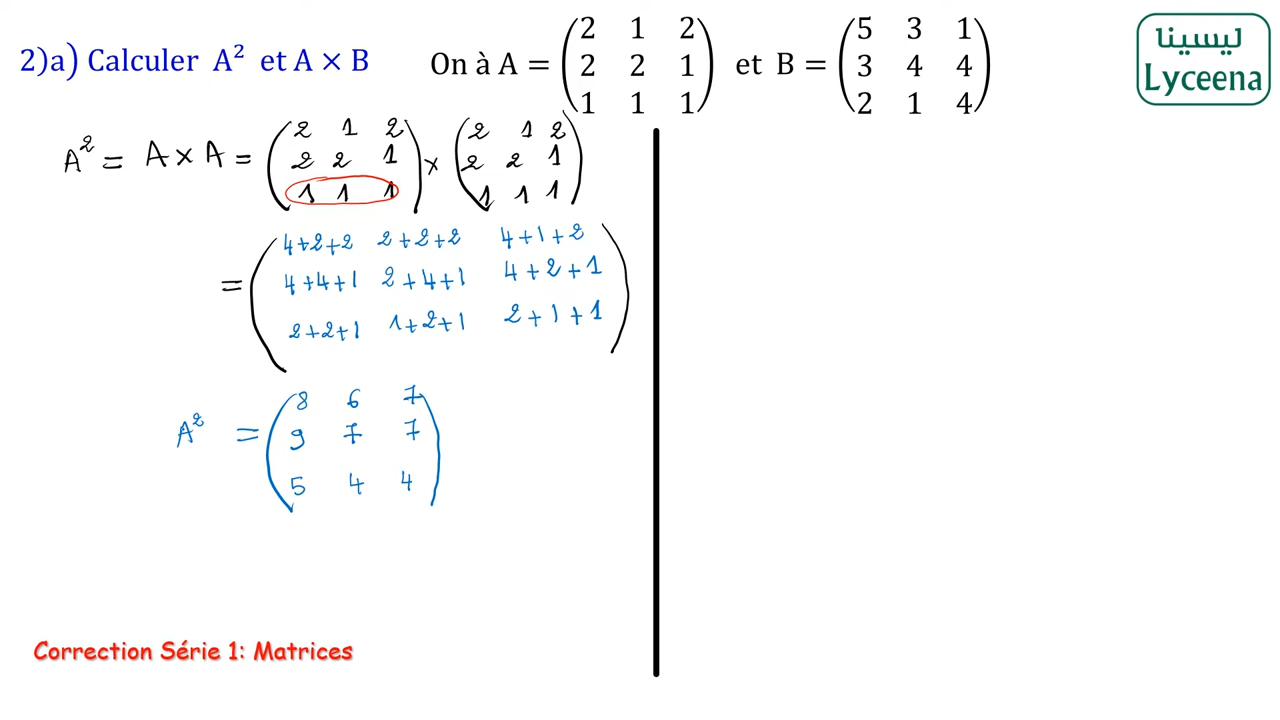 2)a) Calculer A² et A × B On à A = (2 1 2
2 2 1
1 1 1) et B = (5 3 1
3 4 4
2 1 4)
ليسينا
Lyceena
A² = A × A = (2 1 2
2 2 1
1 1 1) × (2 1 2
2 2 1
1 1 1)
= (4+2+2 2+2+2 4+1+2
4+4+1 2+4+1 4+2+1
2+2+1 1+2+1 2+1+1)
A² = (8 6 7
9 7 7
5 4 4)
Correction Série 1: Matrices